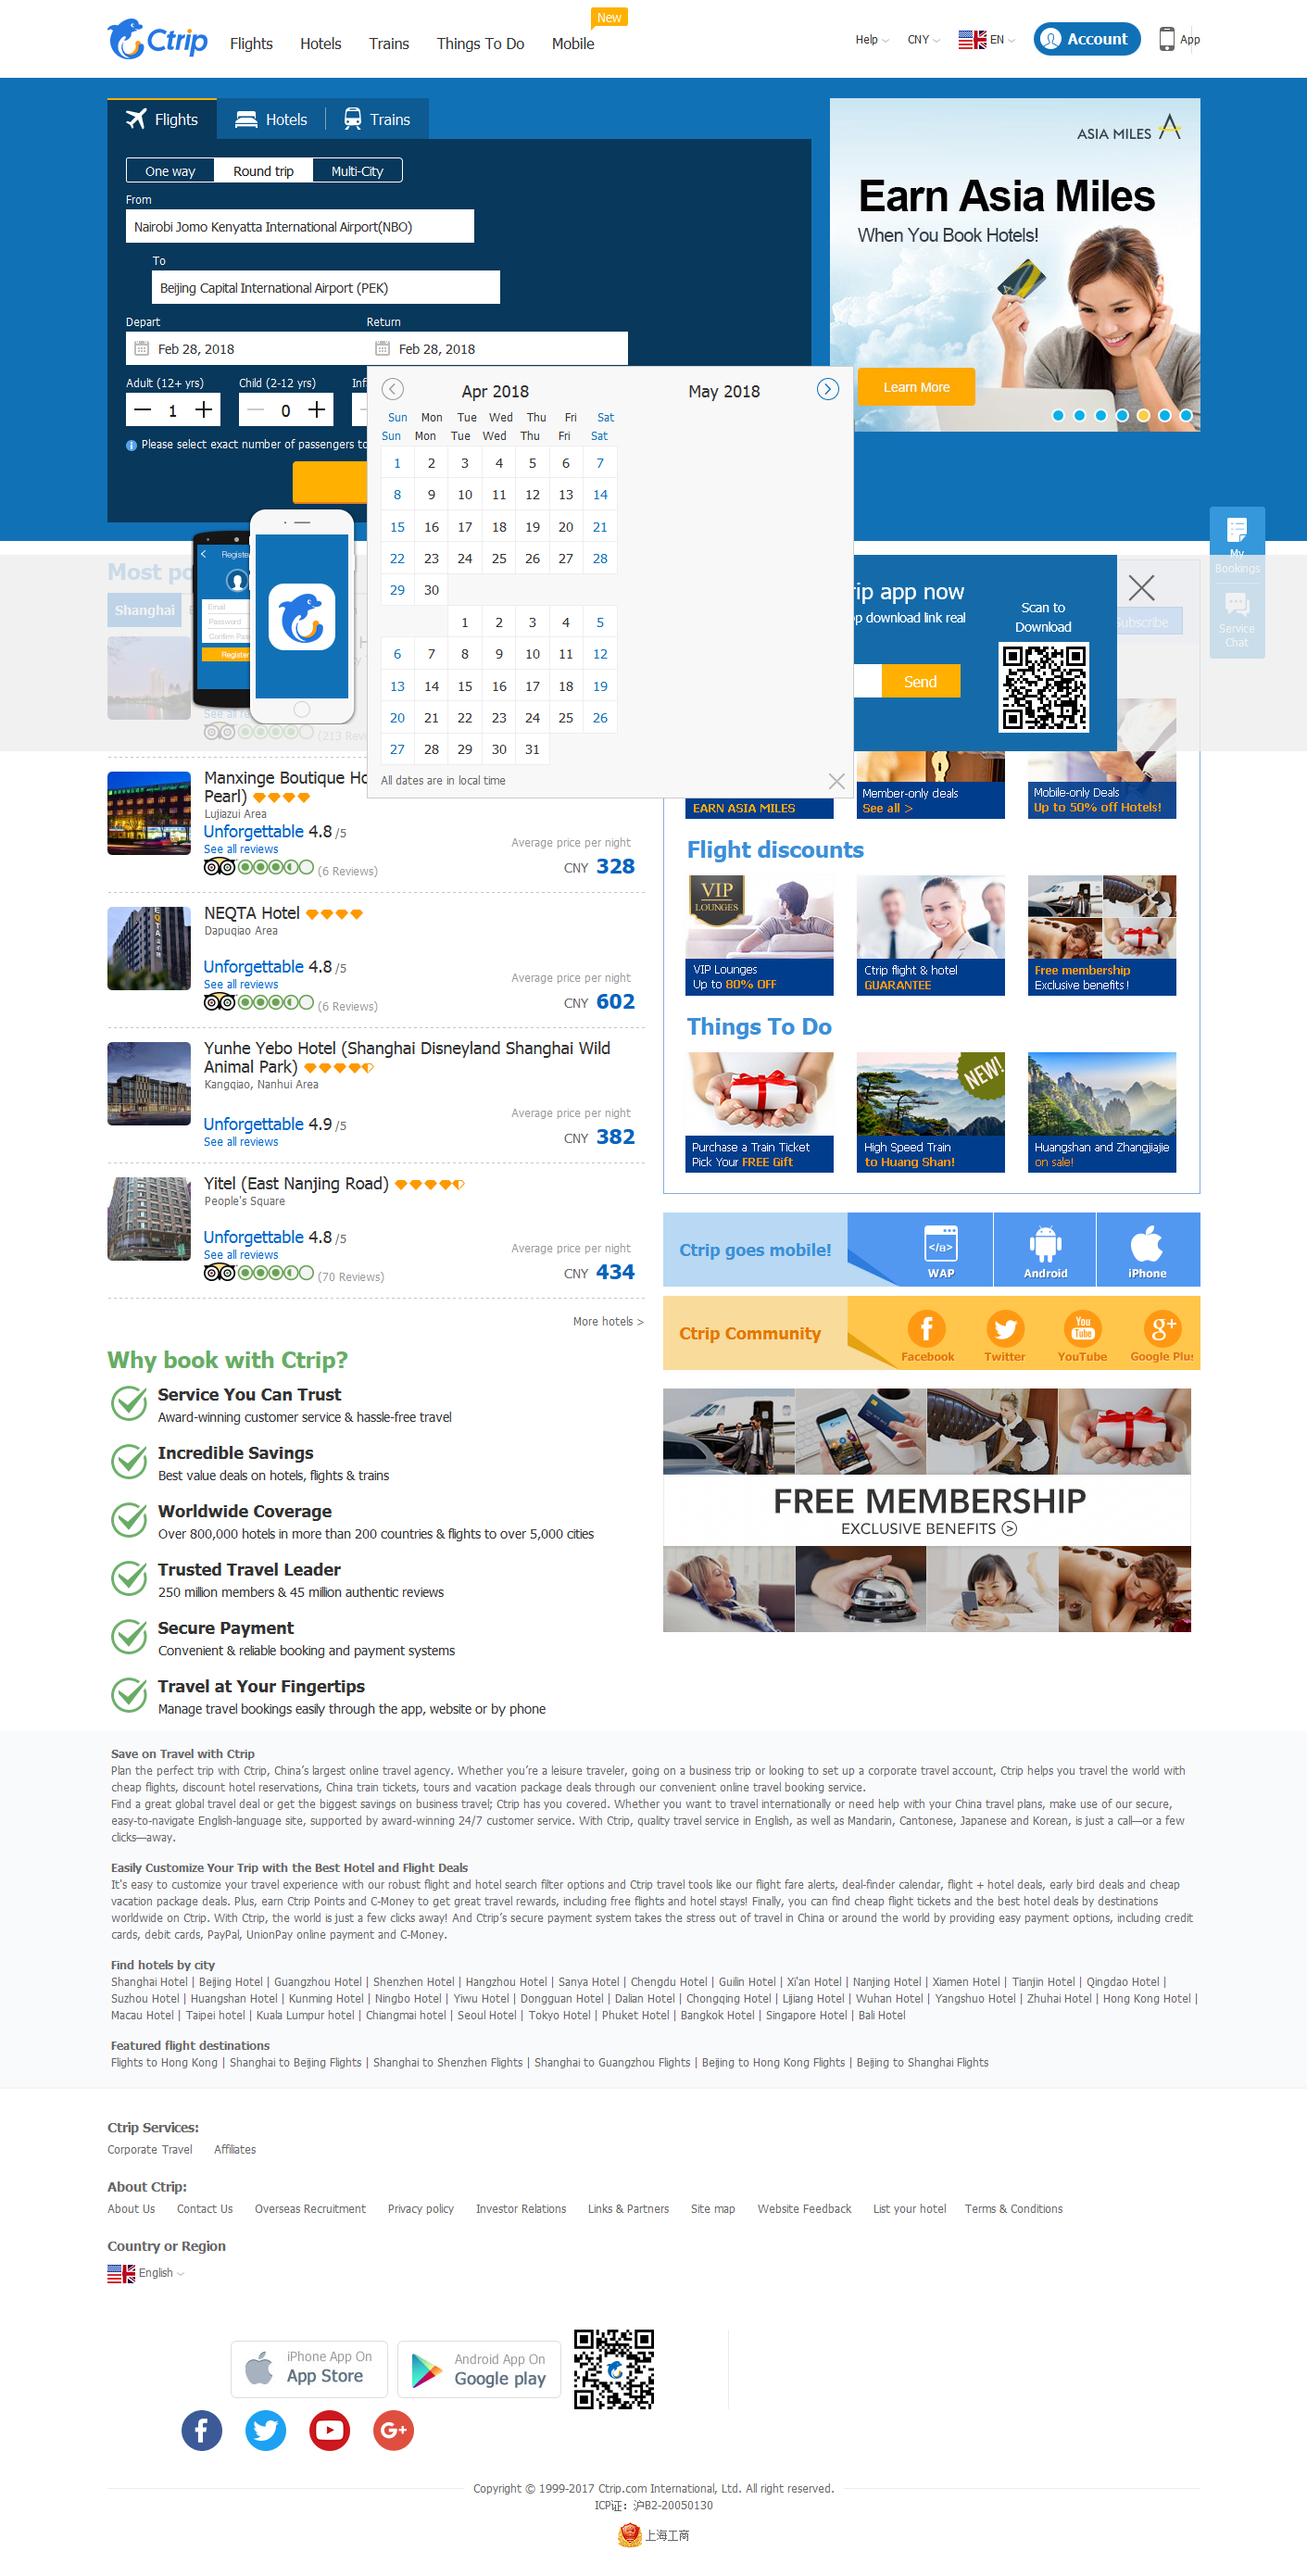 Ctrip
Flights
Hotels
Trains
Things To Do
Mobile
New
Help
CNY
EN
Account
App
Flights
Hotels
Trains
One way
Round trip
Multi-City
From
Nairobi Jomo Kenyatta International Airport(NBO)
To
Beijing Capital International Airport (PEK)
Depart
Return
Feb 28, 2018
Feb 28, 2018
Adult (12+ yrs)
Child (2-12 yrs)
1
0
Please select exact number of passengers
ASIA MILES
Earn Asia Miles
When You Book Hotels!
Learn More
Apr 2018
May 2018
Sun Mon Tue Wed Thu Fri Sat
Sun Mon Tue Wed Thu Fri Sat
1 2 3 4 5 6 7
8 9 10 11 12 13 14
15 16 17 18 19 20 21
22 23 24 25 26 27 28
29 30
1 2 3 4 5
6 7 8 9 10 11 12
13 14 15 16 17 18 19
20 21 22 23 24 25 26
27 28 29 30 31
All dates are in local time
My
Bookings
Service
Chat
Most
Shanghai
Email
Password
Register
app now
download link
real
Send
Scan to
Download
Subscribe
See all
(213
Manxinge Boutique
Pearl)
Lujiazui Area
Unforgettable 4.8 /5
See all reviews
(6 Reviews)
Average price per night
CNY 328
NEQTA Hotel
Dapuqiao Area
Unforgettable 4.8 /5
See all reviews
(6 Reviews)
Average price per night
CNY 602
Yunhe Yebo Hotel (Shanghai Disneyland Shanghai Wild
Animal Park)
Kangqiao, Nanhui Area
Unforgettable 4.9 /5
See all reviews
Average price per night
CNY 382
Yitel (East Nanjing Road)
People's Square
Unforgettable 4.8 /5
See all reviews
(70 Reviews)
Average price per night
CNY 434
More hotels >
EARN ASIA MILES
Member-only deals
See all >
Mobile-only Deals
Up to 50% off Hotels!
Flight discounts
VIP
LOUNGES
VIP Lounges
Up to 80% OFF
Ctrip flight & hotel
GUARANTEE
Free membership
Exclusive benefits !
Things To Do
Purchase a Train Ticket
Pick Your FREE Gift
NEW!
High Speed Train
to Huang Shan!
Huangshan and Zhangjiajie
on sale!
Ctrip goes mobile!
WAP
Android
iPhone
Ctrip Community
Facebook
Twitter
YouTube
Google Plus
FREE MEMBERSHIP
EXCLUSIVE BENEFITS
Why book with Ctrip?
Service You Can Trust
Award-winning customer service & hassle-free travel
Incredible Savings
Best value deals on hotels, flights & trains
Worldwide Coverage
Over 800,000 hotels in more than 200 countries & flights to over 5,000 cities
Trusted Travel Leader
250 million members & 45 million authentic reviews
Secure Payment
Convenient & reliable booking and payment systems
Travel at Your Fingertips
Manage travel bookings easily through the app, website or by phone
Save on Travel with Ctrip
Plan the perfect trip with Ctrip, China's largest online travel agency. Whether you're a leisure traveler, going on a business trip or looking to set up a corporate travel account, Ctrip helps you travel the world with
cheap flights, discount hotel reservations, China train tickets, tours and vacation package deals through our convenient online travel booking service.
Find a great global travel deal or get the biggest savings on business travel; Ctrip has you covered. Whether you want to travel internationally or need help with your China travel plans, make use of our secure,
easy-to-navigate English-language site, supported by award-winning 24/7 customer service. With Ctrip, quality travel service in English, as well as Mandarin, Cantonese, Japanese and Korean, is just a call—or a few
clicks—away.
Easily Customize Your Trip with the Best Hotel and Flight Deals
It's easy to customize your travel experience with our robust flight and hotel search filter options and Ctrip travel tools like our flight fare alerts, deal-finder calendar, flight + hotel deals, early bird deals and cheap
vacation package deals. Plus, earn Ctrip Points and C-Money to get great travel rewards, including free flights and hotel stays! Finally, you can find cheap flight tickets and the best hotel deals by destinations
worldwide on Ctrip. With Ctrip, the world is just a few clicks away! And Ctrip's secure payment system takes the stress out of travel in China or around the world by providing easy payment options, including credit
cards, debit cards, PayPal, UnionPay online payment and C-Money.
Find hotels by city
Shanghai Hotel | Beijing Hotel | Guangzhou Hotel | Shenzhen Hotel | Hangzhou Hotel | Sanya Hotel | Chengdu Hotel | Guilin Hotel | Xi'an Hotel | Nanjing Hotel | Xiamen Hotel | Tianjin Hotel | Qingdao Hotel |
Suzhou Hotel | Huangshan Hotel | Kunming Hotel | Ningbo Hotel | Yiwu Hotel | Dongguan Hotel | Dalian Hotel | Chongqing Hotel | Lijiang Hotel | Wuhan Hotel | Yangshuo Hotel | Zhuhai Hotel | Hong Kong Hotel |
Macau Hotel | Taipei hotel | Kuala Lumpur hotel | Chiangmai hotel | Seoul Hotel | Tokyo Hotel | Phuket Hotel | Bangkok Hotel | Singapore Hotel | Bali Hotel
Featured flight destinations
Flights to Hong Kong | Shanghai to Beijing Flights | Shanghai to Shenzhen Flights | Shanghai to Guangzhou Flights | Beijing to Hong Kong Flights | Beijing to Shanghai Flights
Ctrip Services:
Corporate Travel
Affiliates
About Ctrip:
About Us
Contact Us
Overseas Recruitment
Privacy policy
Investor Relations
Links & Partners
Site map
Website Feedback
List your hotel
Terms & Conditions
Country or Region
English
iPhone App On
App Store
Android App On
Google play
Copyright © 1999-2017 Ctrip.com International, Ltd. All right reserved.
ICP证：沪B2-20050130
上海工商